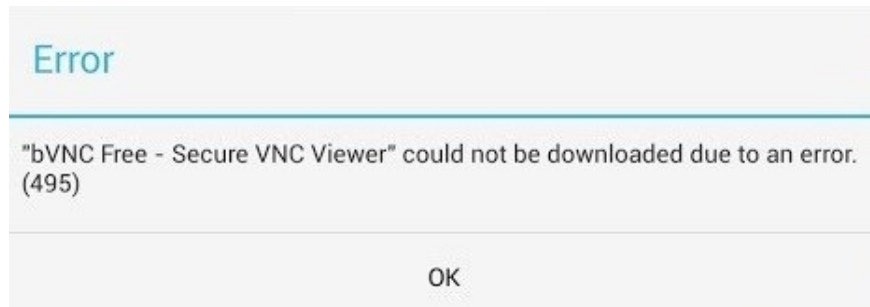 Error
"bVNC Free - Secure VNC Viewer" could not be downloaded due to an error.
(495)
OK